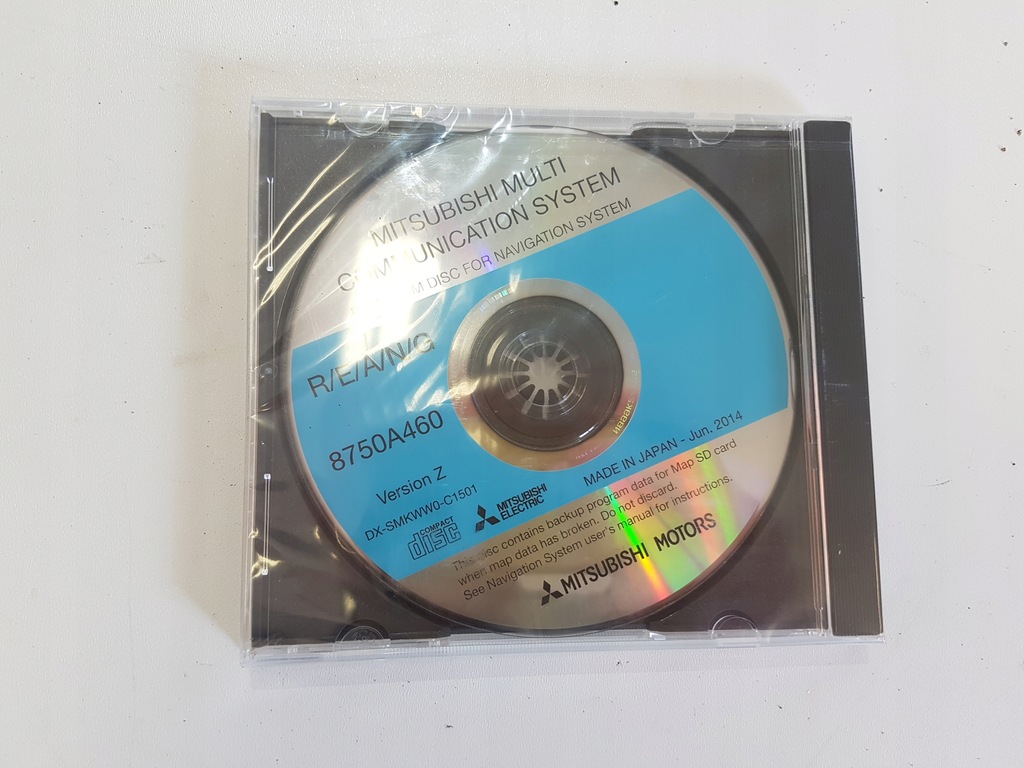 MITSUBISHI MULTI
COMMUNICATION SYSTEM
DISC FOR NAVIGATION SYSTEM
R/E/A/N/G
8750A460
Version Z
DX-SMKWW0-C1501
COMPACT
disc
MITSUBISHI
ELECTRIC
MADE IN JAPAN - Jun. 2014
This disc contains backup program data for Map SD card
when map data has broken. Do not discard.
See Navigation System user's manual for instructions.
MITSUBISHI MOTORS